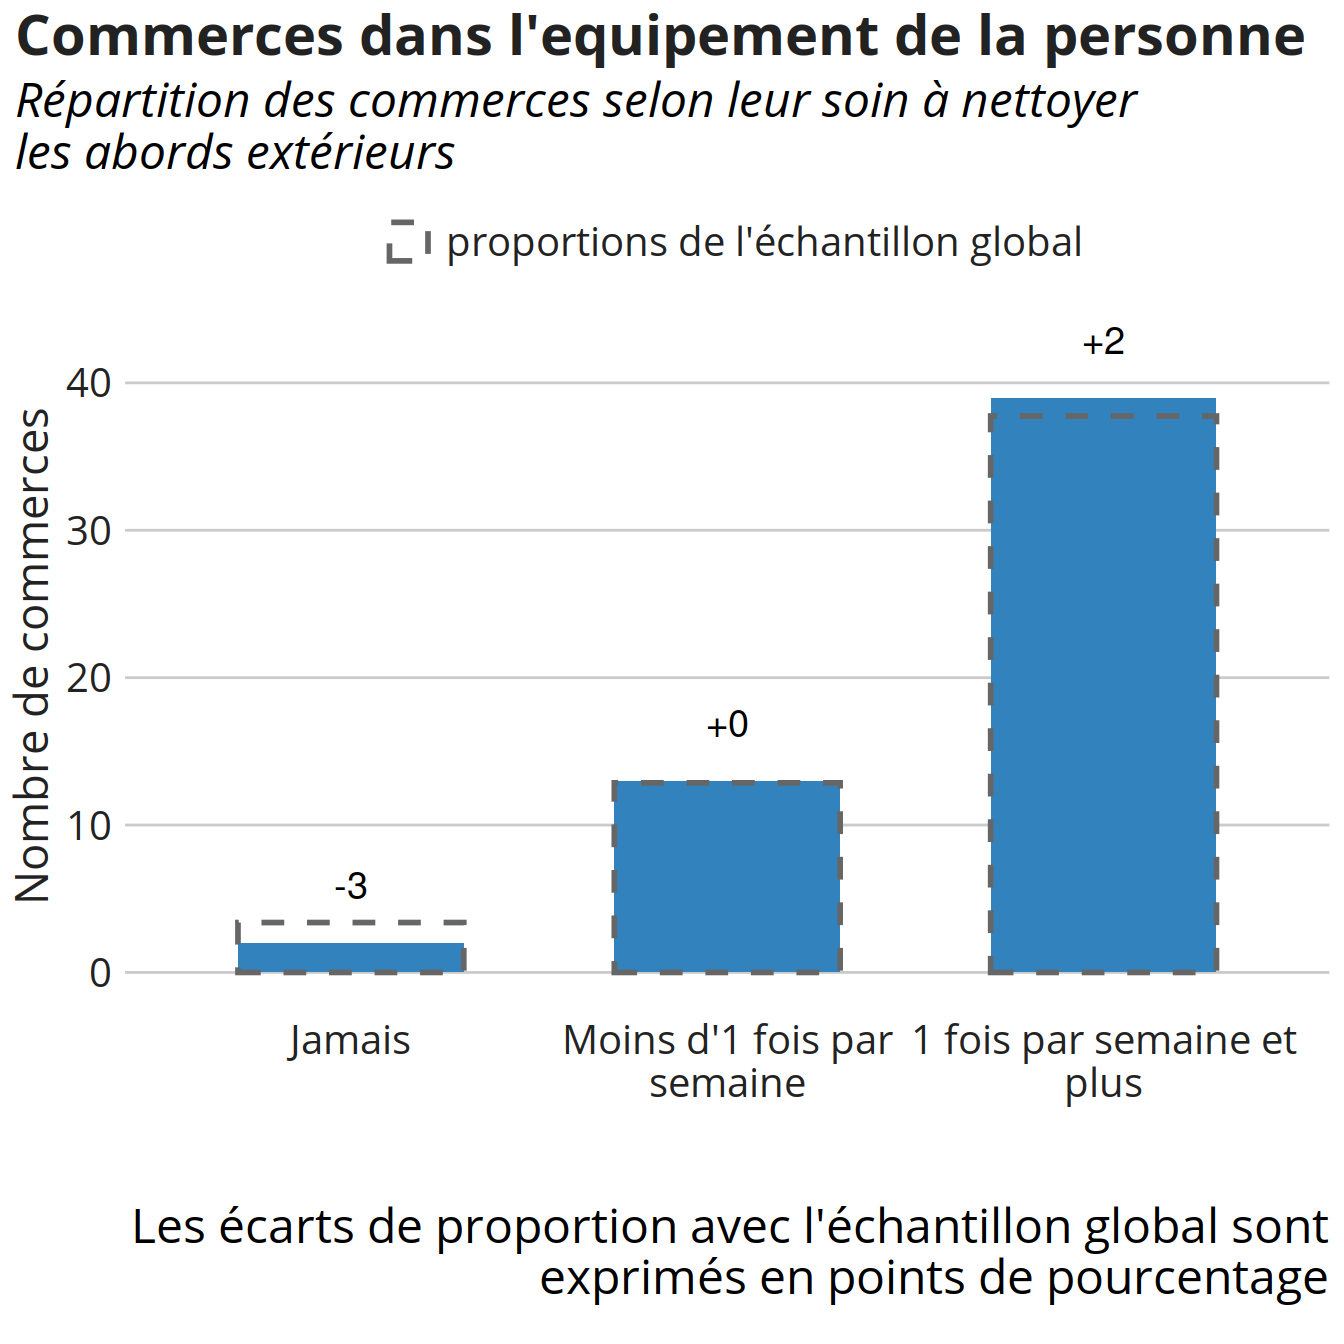 Commerces dans l'equipement de la personne
Répartition des commerces selon leur soin à nettoyer
les abords extérieurs
proportions de l'échantillon global
Nombre de commerces
40
30
20
10
0
-3
+0
+2
Jamais
Moins d'1 fois par
semaine
1 fois par semaine et
plus
Les écarts de proportion avec l'échantillon global sont
exprimés en points de pourcentage